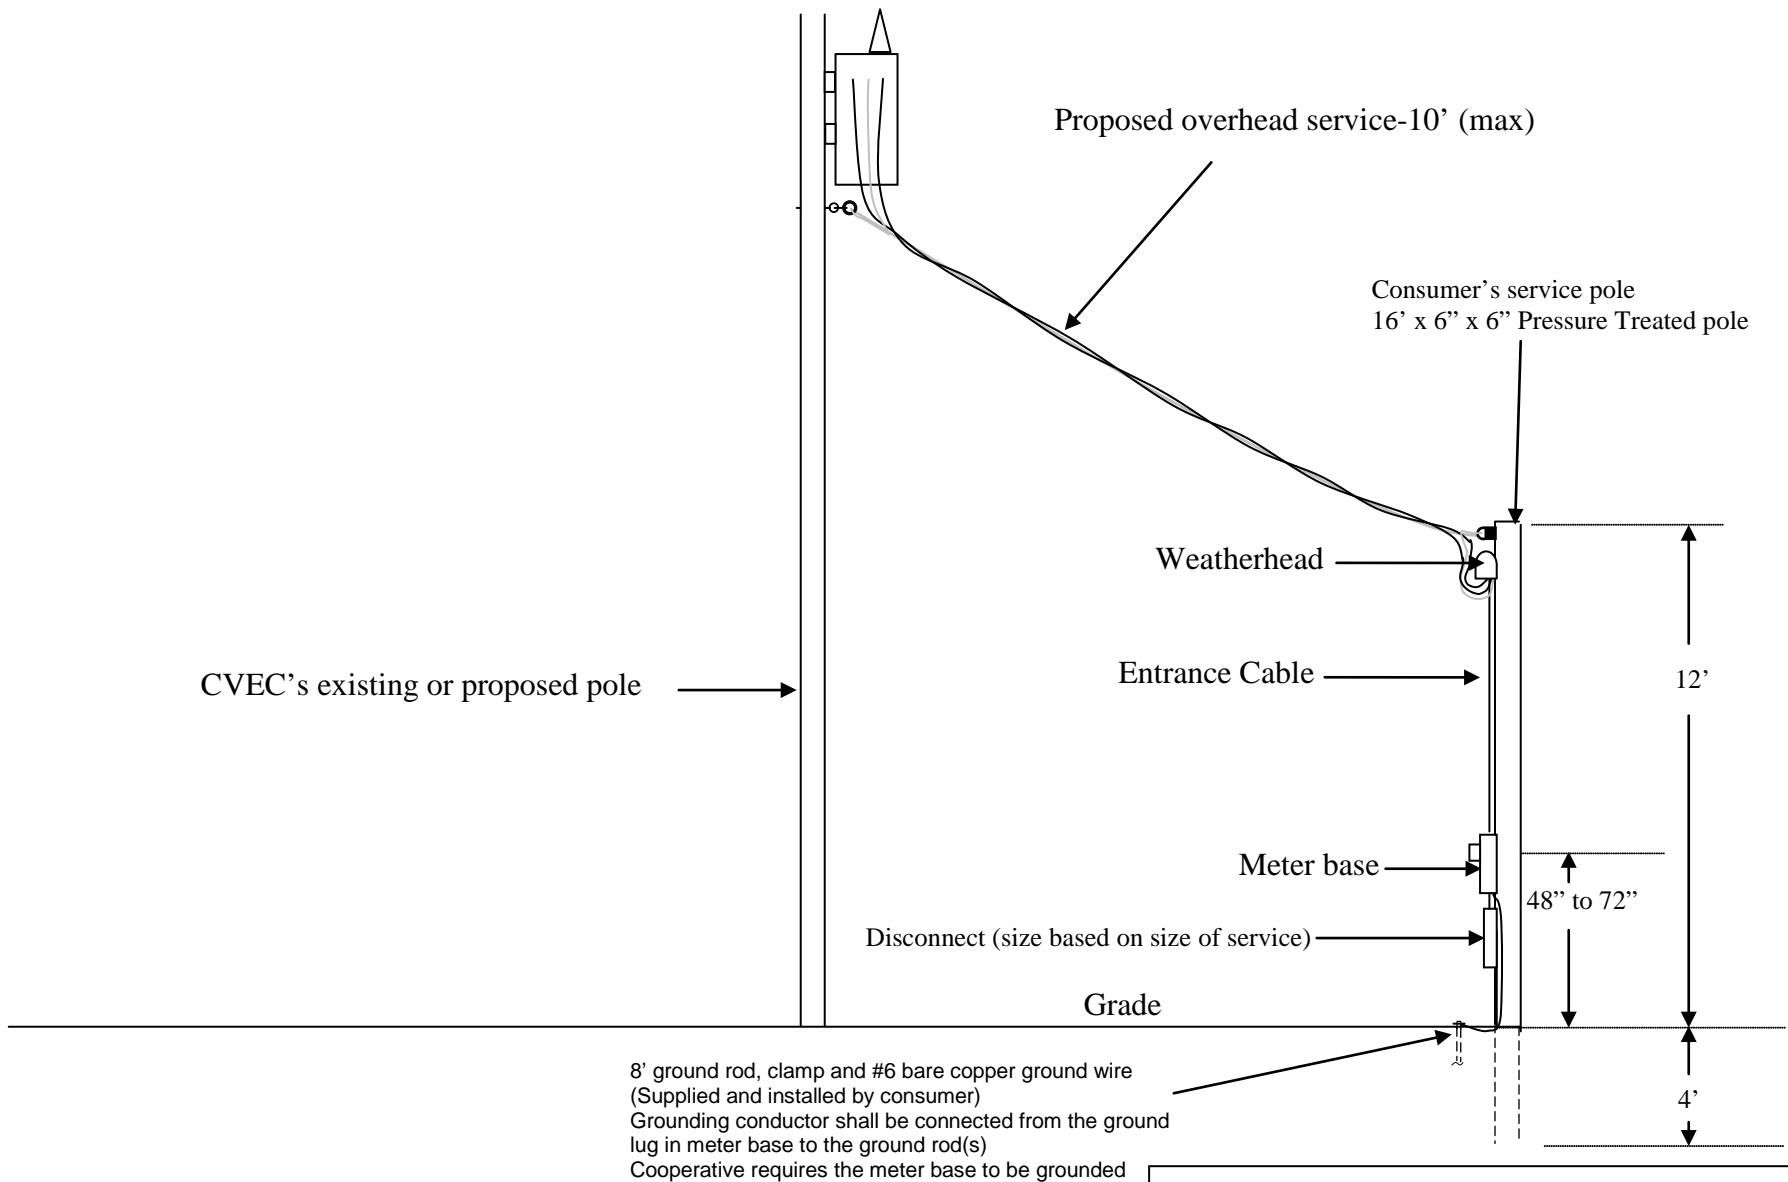 Proposed overhead service-10’ (max)
Consumer’s service pole
16’ x 6” x 6” Pressure Treated pole
Weatherhead
CVEC’s existing or proposed pole
Entrance Cable
12’
Meter base
48” to 72”
Disconnect (size based on size of service)
Grade
8’ ground rod, clamp and #6 bare copper ground wire
(Supplied and installed by consumer)
Grounding conductor shall be connected from the ground
lug in meter base to the ground rod(s)
Cooperative requires the meter base to be grounded
4’